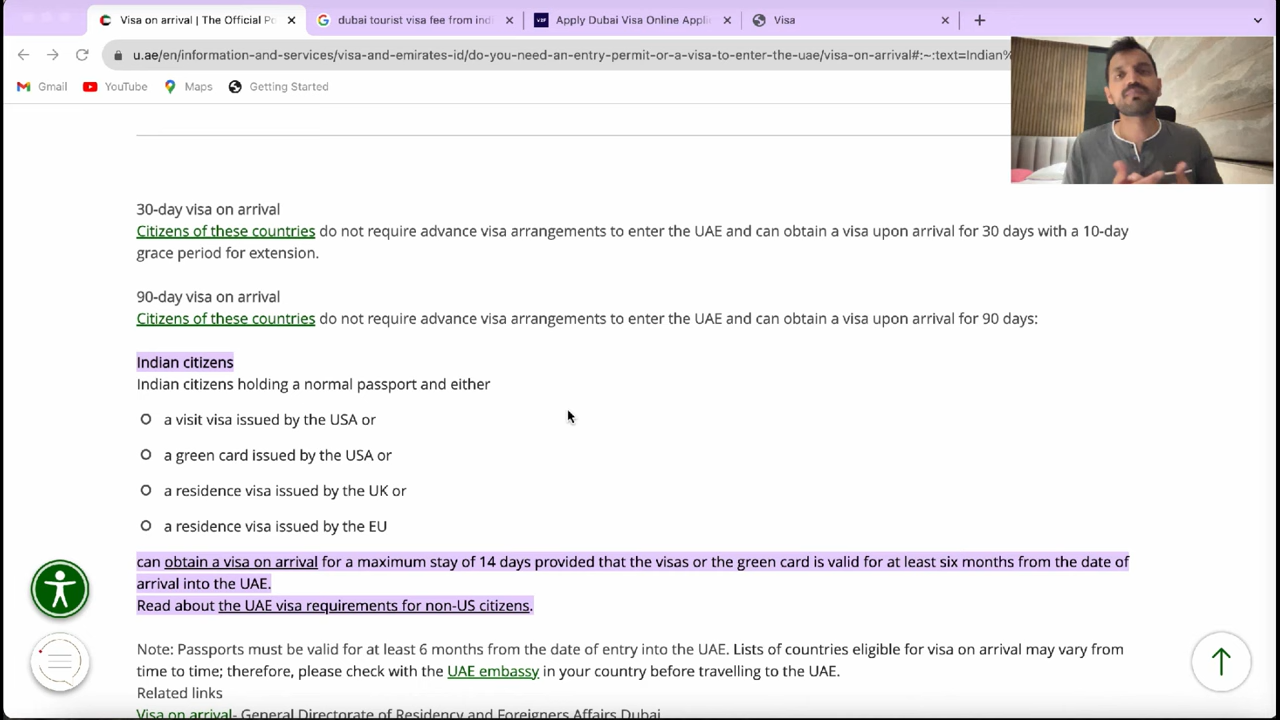 Visa on arrival | The Official Po
dubai tourist visa fee from ind
VSF Apply Dubai Visa Online Applic
Visa
u.ae/en/information-and-services/visa-and-emirates-id/do-you-need-an-entry-permit-or-a-visa-to-enter-the-uae/visa-on-arrival#:~:text=Indian%
Gmail YouTube Maps Getting Started
30-day visa on arrival
Citizens of these countries do not require advance visa arrangements to enter the UAE and can obtain a visa upon arrival for 30 days with a 10-day
grace period for extension.
90-day visa on arrival
Citizens of these countries do not require advance visa arrangements to enter the UAE and can obtain a visa upon arrival for 90 days:
Indian citizens
Indian citizens holding a normal passport and either
a visit visa issued by the USA or
a green card issued by the USA or
a residence visa issued by the UK or
a residence visa issued by the EU
can obtain a visa on arrival for a maximum stay of 14 days provided that the visas or the green card is valid for at least six months from the date of
arrival into the UAE.
Read about the UAE visa requirements for non-US citizens.
Note: Passports must be valid for at least 6 months from the date of entry into the UAE. Lists of countries eligible for visa on arrival may vary from
time to time; therefore, please check with the UAE embassy in your country before travelling to the UAE.
Related links
Visa on arrival- General Directorate of Residency and Foreigners Affairs Dubai